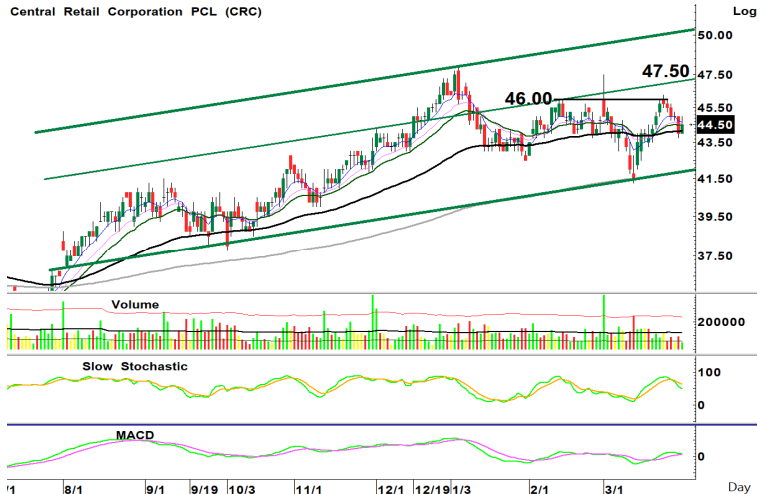 Central Retail Corporation PCL (CRC)
Log
50.00
47.50
47.50
46.00
45.50
44.50
43.50
41.50
39.50
37.50
Volume
200000
Slow Stochastic
100
0
MACD
0
/1 8/1 9/1 9/19 10/3 11/1 12/1 12/19 1/3 2/1 3/1 Day